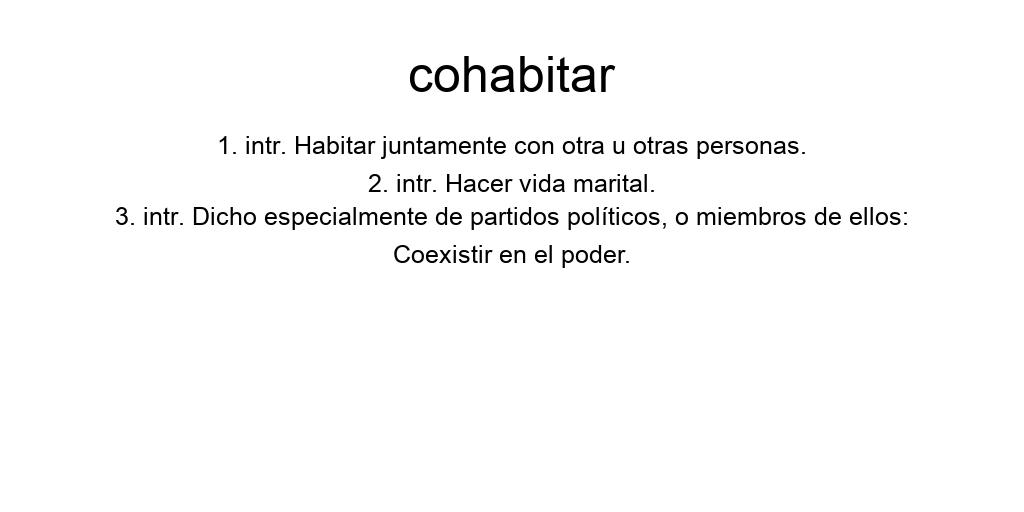 cohabitar
1. intr. Habitar juntamente con otra u otras personas.
2. intr. Hacer vida marital.
3. intr. Dicho especialmente de partidos políticos, o miembros de ellos:
Coexistir en el poder.